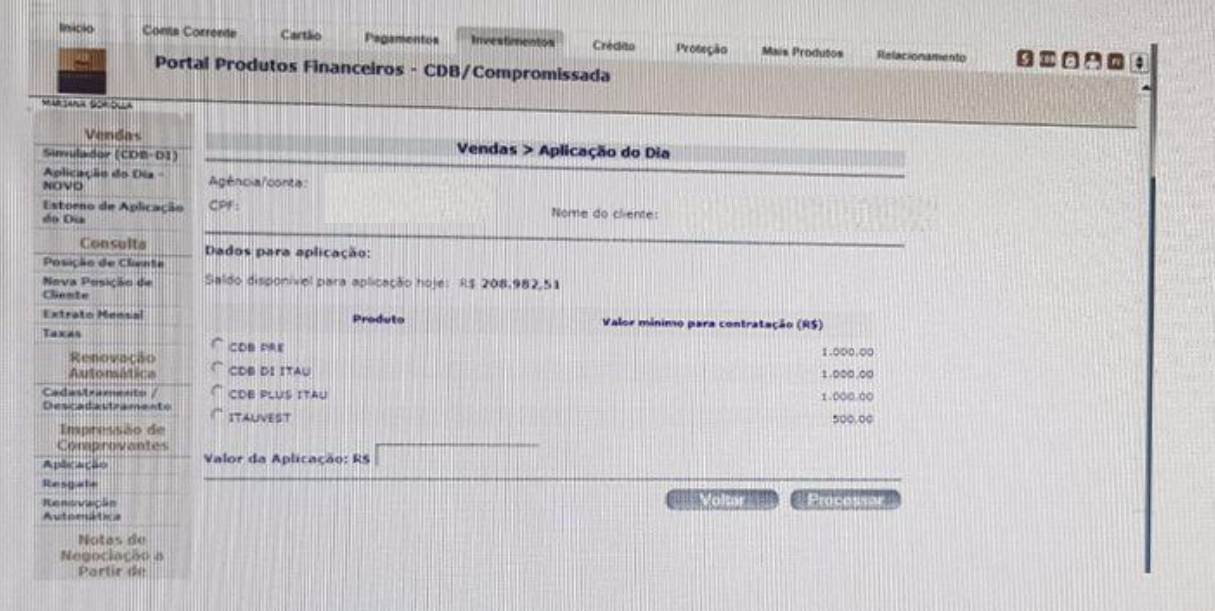 Início Conta Corrente Cartão Pagamentos Investimentos Crédito Proteção Mais Produtos Relacionamento
Portal Produtos Financeiros - CDB/Compromissada
MARIANA SOROLLA
Vendas
Simulador (CDB-DI)
Aplicação do Dia - NOVO
Estorno de Aplicação do Dia
Consulta
Posição de Cliente
Nova Posição de Cliente
Extrato Mensal
Taxas
Renovação Automática
Cadastramento / Descadastramento
Impressão de Comprovantes
Aplicação
Resgate
Renovação Automática
Notas de Negociação a Partir de
Vendas > Aplicação do Dia
Agência/conta:
CPF:
Nome do cliente:
Dados para aplicação:
Saldo disponível para aplicação hoje: R$ 208.982,51
Produto Valor mínimo para contratação (R$)
CDB PRE 1.000,00
CDB DI ITAU 1.000,00
CDB PLUS ITAU 1.000,00
ITAUVEST 500,00
Valor da Aplicação: R$
Voltar Processar